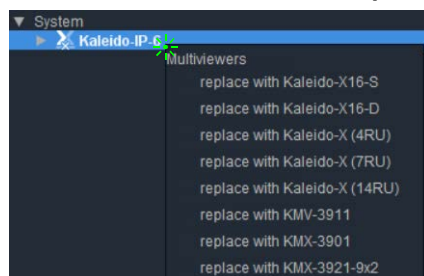 System
Kaleido-IP-6
Multiviewers
replace with Kaleido-X16-S
replace with Kaleido-X16-D
replace with Kaleido-X (4RU)
replace with Kaleido-X (7RU)
replace with Kaleido-X (14RU)
replace with KMV-3911
replace with KMX-3901
replace with KMX-3921-9x2